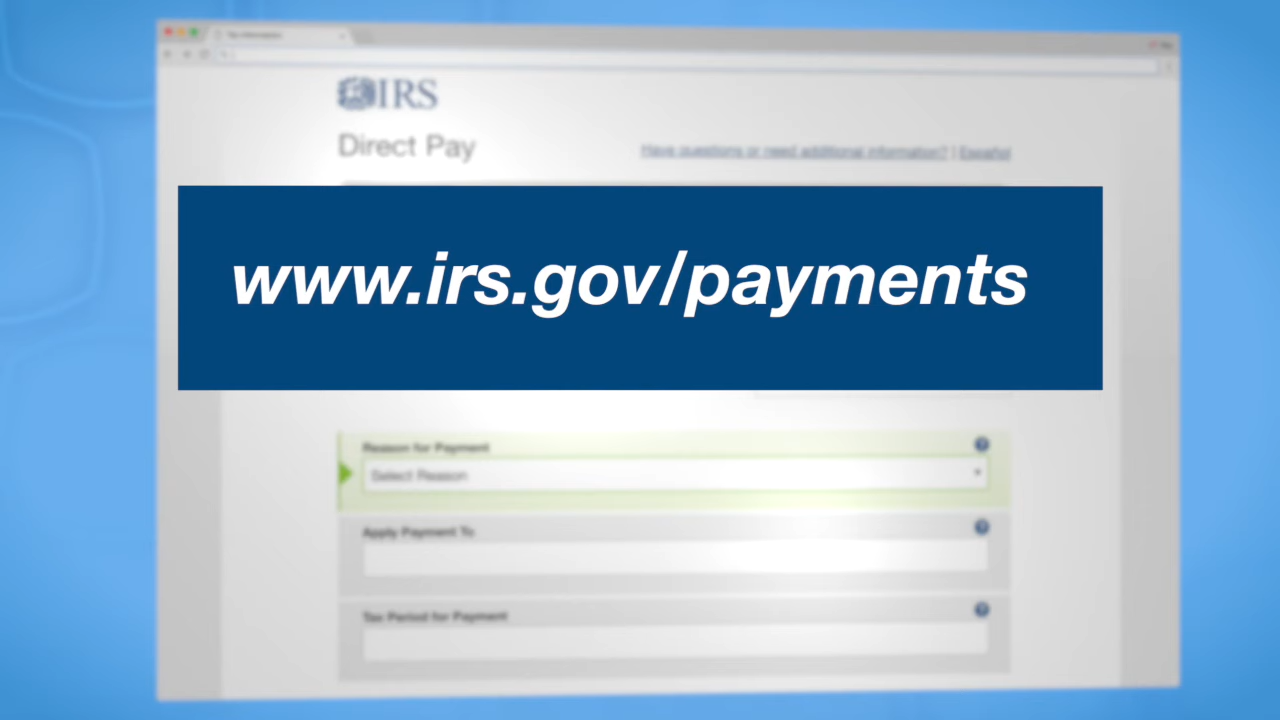 IRS
Direct Pay
Have questions or need additional information? | Español
www.irs.gov/payments
Reason for Payment
Select Reason
Apply Payment To
Tax Period for Payment